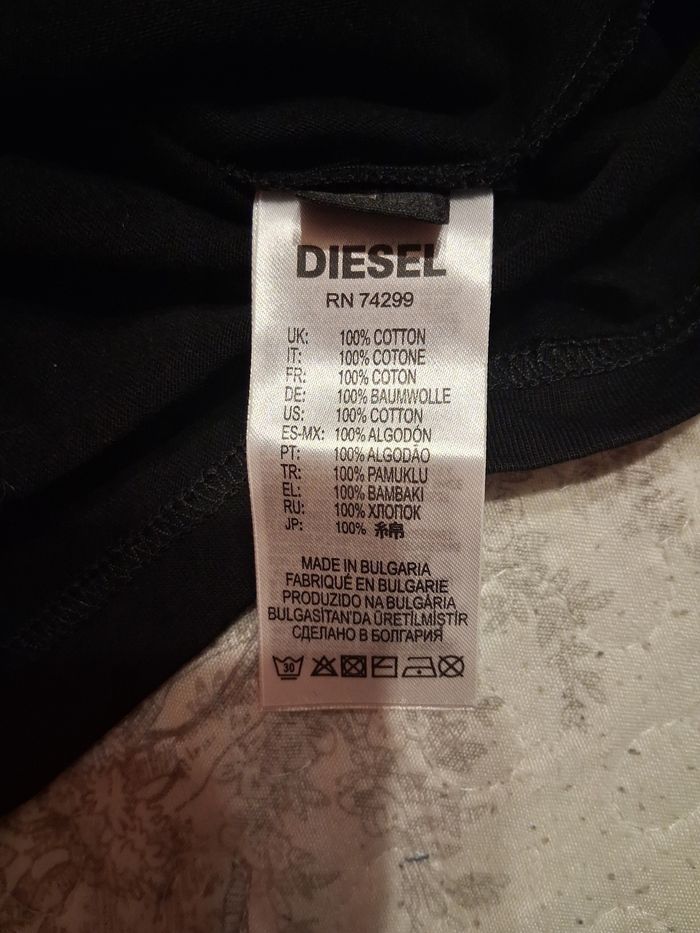 DIESEL
RN 74299
UK: 100% COTTON
IT: 100% COTONE
FR: 100% COTON
DE: 100% BAUMWOLLE
US: 100% COTTON
ES-MX: 100% ALGODÓN
PT: 100% ALGODÃO
TR: 100% PAMUKLU
EL: 100% BAMBAKI
RU: 100% ХЛОПОК
JP: 100% 綿
MADE IN BULGARIA
FABRIQUÉ EN BULGARIE
PRODUZIDO NA BULGÁRIA
BULGASİTAN'DA ÜRETİLMİSTİR
СДЕЛАНО В БОЛГАРИЯ
30